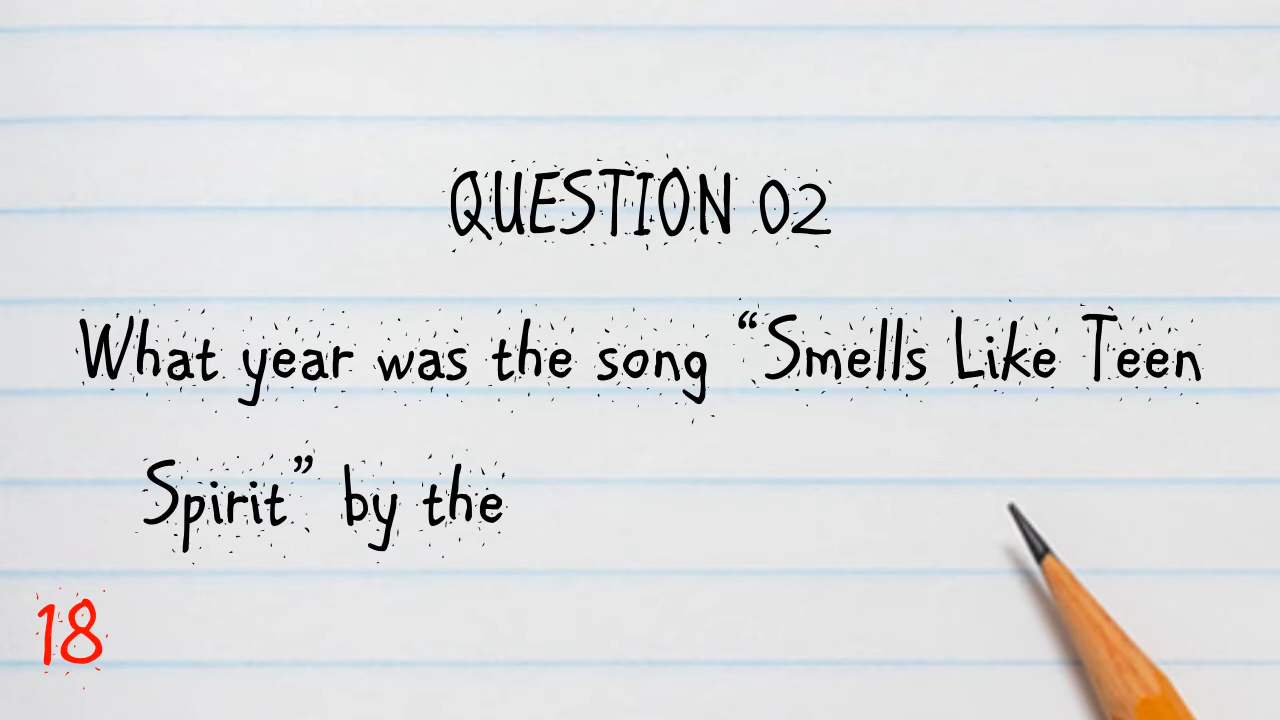 QUESTION 02
What year was the song “Smells Like Teen
Spirit” by the
18